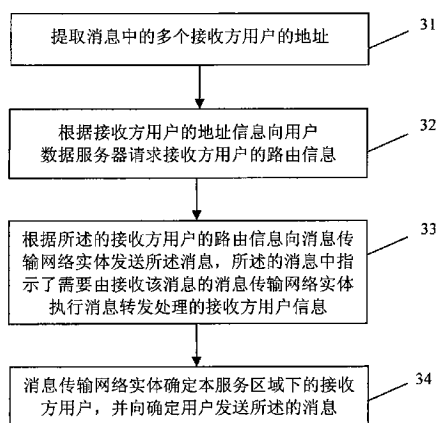 提取消息中的多个接收方用户的地址
31
根据接收方用户的地址信息向用户
数据服务器请求接收方用户的路由信息
32
根据所述的接收方用户的路由信息向消息传
输网络实体发送所述消息，所述的消息中指
示了需要由接收该消息的消息传输网络实体
执行消息转发处理的接收方用户信息
33
消息传输网络实体确定本服务区域下的接收
方用户，并向确定用户发送所述的消息
34